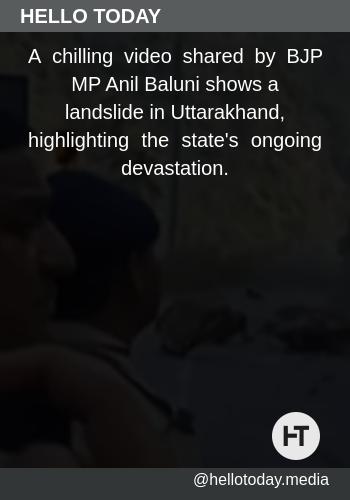 HELLO TODAY
A chilling video shared by BJP
MP Anil Baluni shows a
landslide in Uttarakhand,
highlighting the state's ongoing
devastation.
HT
@hellotoday.media